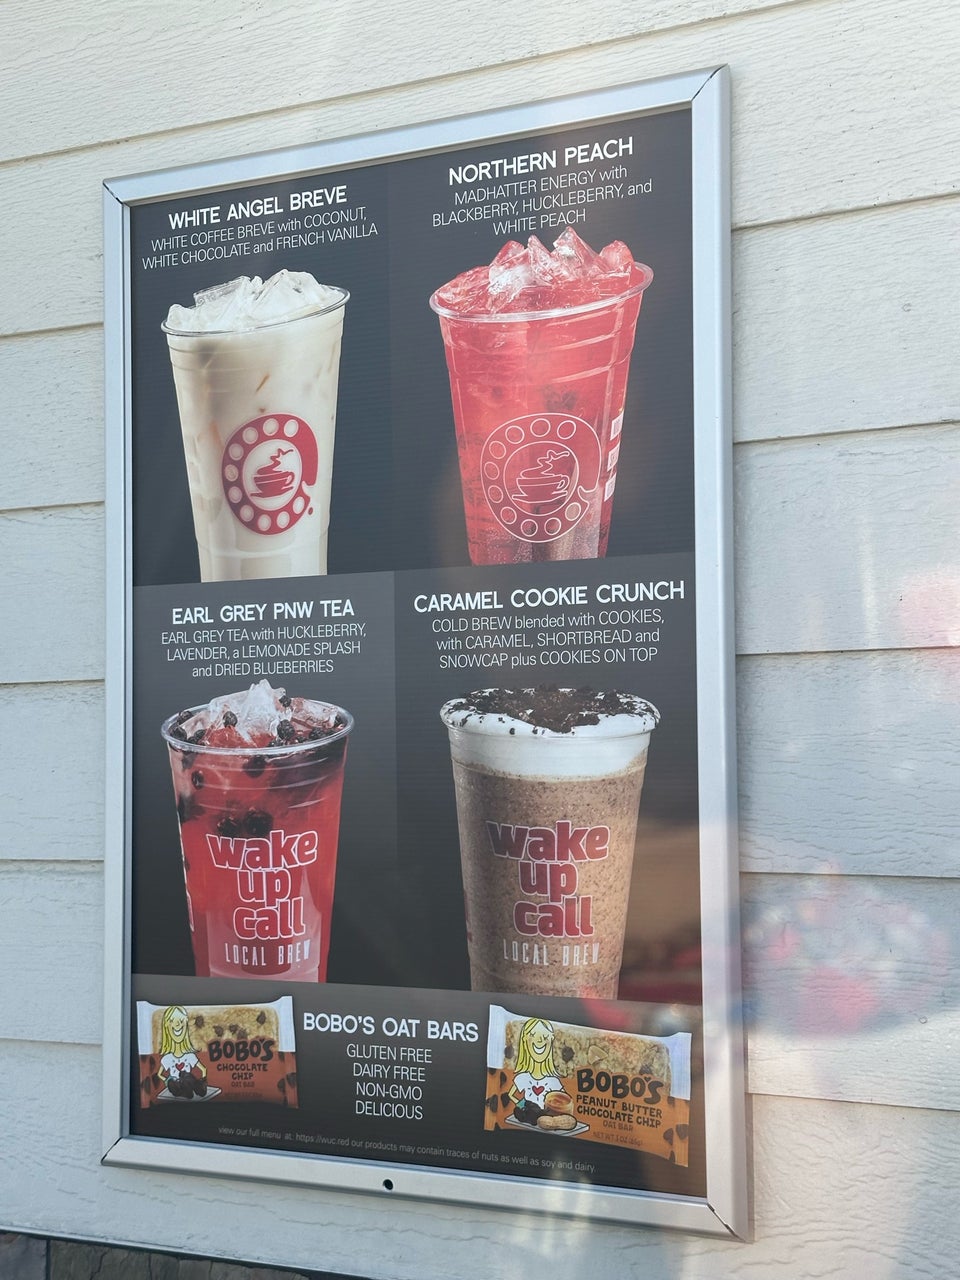 WHITE ANGEL BREVE
WHITE COFFEE BREVE with COCONUT,
WHITE CHOCOLATE and FRENCH VANILLA
NORTHERN PEACH
MADHATTER ENERGY with
BLACKBERRY, HUCKLEBERRY, and
WHITE PEACH
EARL GREY PNW TEA
EARL GREY TEA with HUCKLEBERRY,
LAVENDER, a LEMONADE SPLASH
and DRIED BLUEBERRIES
CARAMEL COOKIE CRUNCH
COLD BREW blended with COOKIES,
with CARAMEL, SHORTBREAD and
SNOWCAP plus COOKIES ON TOP
wake
up
call
LOCAL BREW
wake
up
call
LOCAL BREW
BOBO'S
CHOCOLATE
CHIP
OAT BAR
BOBO'S OAT BARS
GLUTEN FREE
DAIRY FREE
NON-GMO
DELICIOUS
BOBO'S
PEANUT BUTTER
CHOCOLATE CHIP
OAT BAR
view our full menu at: https://wuc.red our products may contain traces of nuts as well as soy and dairy.